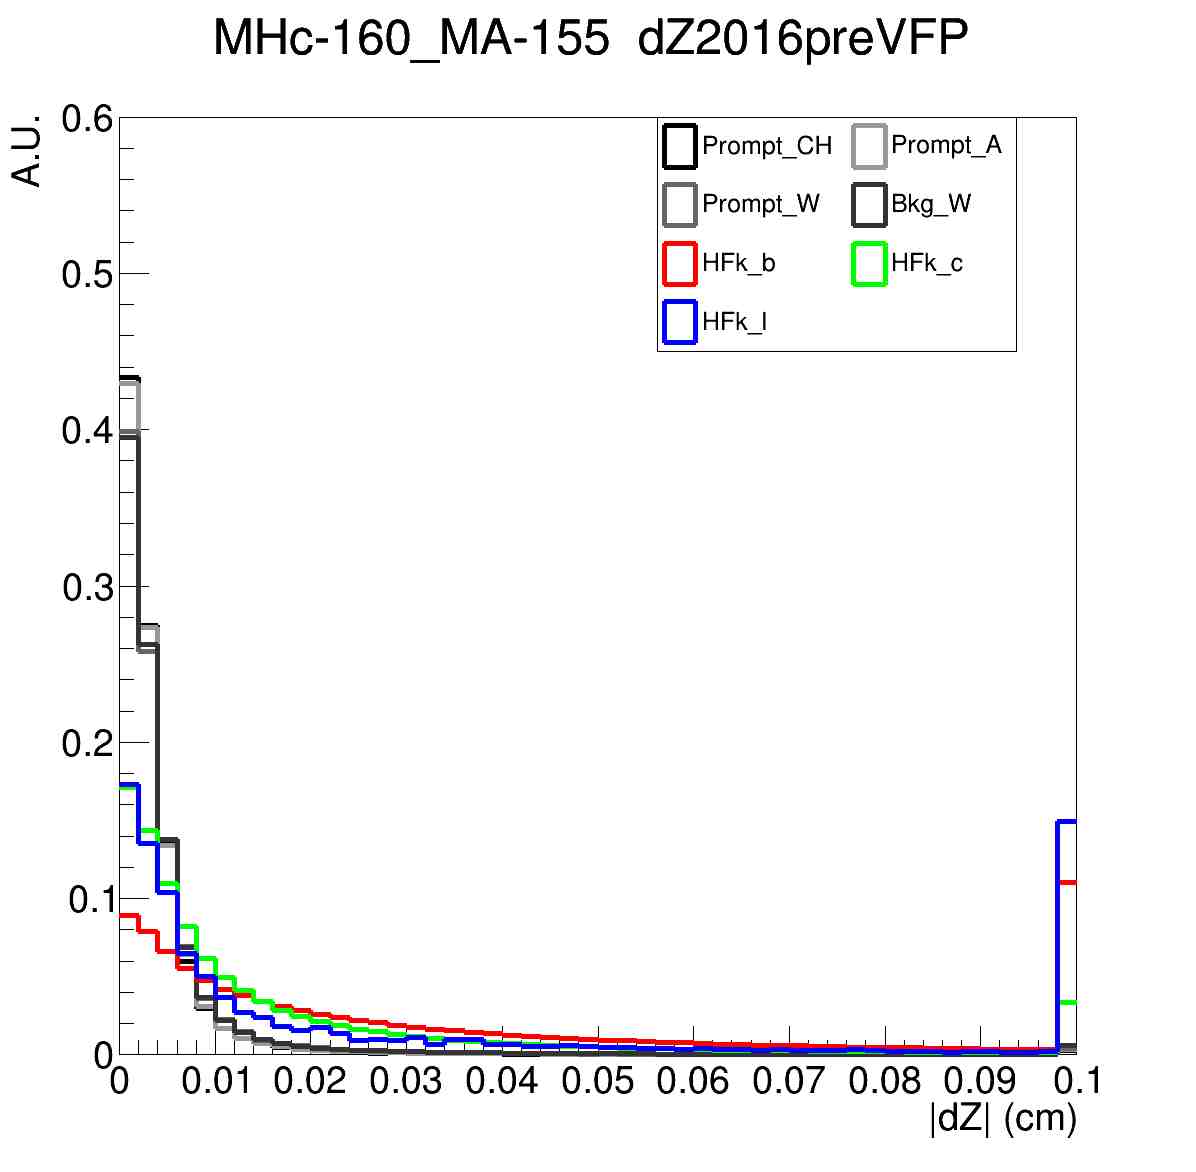 MHc-160_MA-155 dZ2016preVFP
A.U.
0.6
0.5
0.4
0.3
0.2
0.1
0
Prompt_CH Prompt_A
Prompt_W Bkg_W
HFk_b HFk_c
HFk_l
0 0.01 0.02 0.03 0.04 0.05 0.06 0.07 0.08 0.09 0.1
|dZ| (cm)